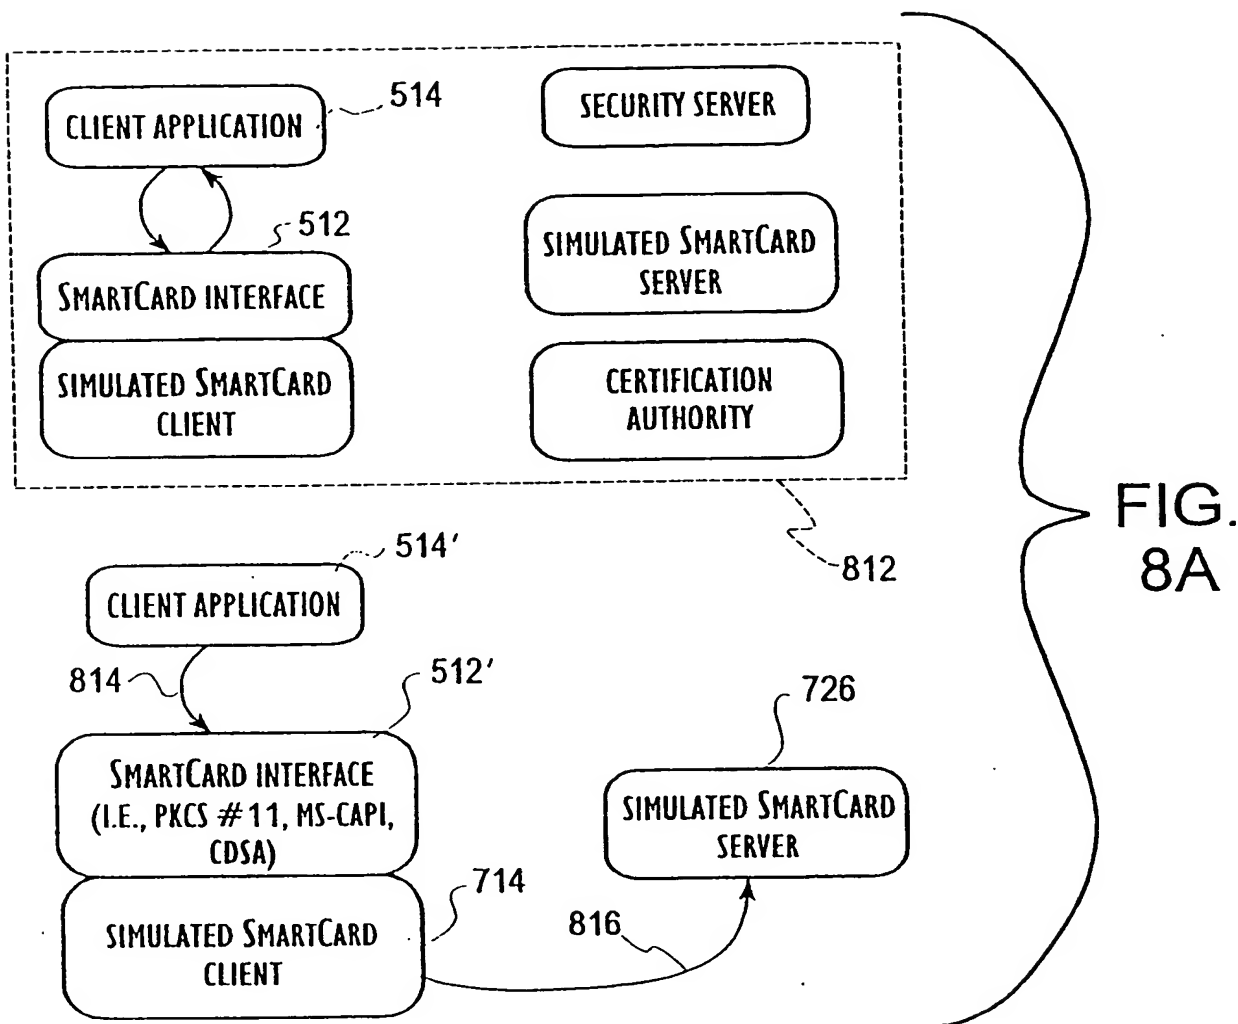 CLIENT APPLICATION
514
SECURITY SERVER
512
SMARTCARD INTERFACE
SIMULATED SMARTCARD
SERVER
SIMULATED SMARTCARD
CLIENT
CERTIFICATION
AUTHORITY
812
FIG.
8A
514'
CLIENT APPLICATION
814
512'
SMARTCARD INTERFACE
(I.E., PKCS #11, MS-CAPI,
CDSA)
726
SIMULATED SMARTCARD
SERVER
714
SIMULATED SMARTCARD
CLIENT
816